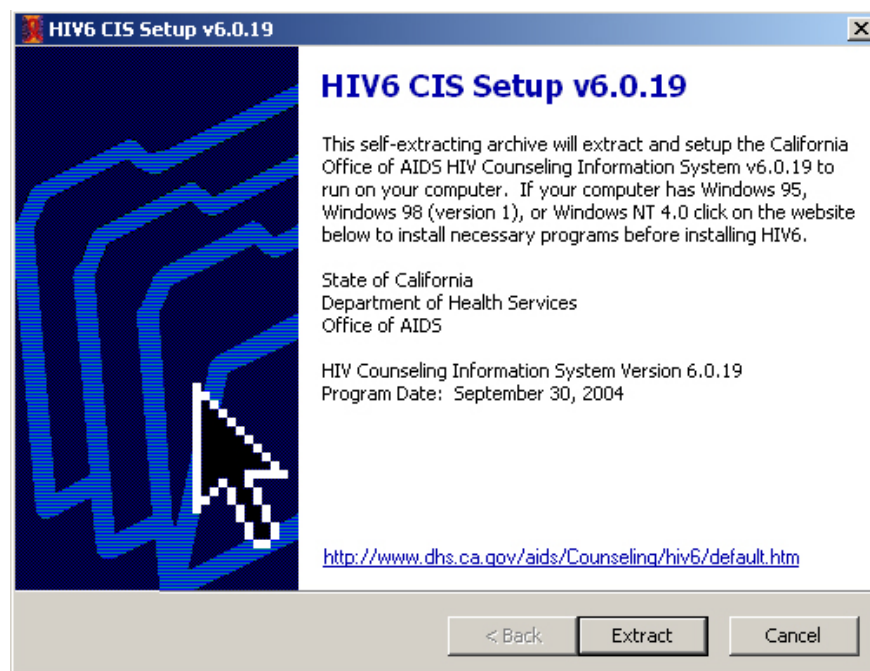 HIV6 CIS Setup v6.0.19
HIV6 CIS Setup v6.0.19
This self-extracting archive will extract and setup the California
Office of AIDS HIV Counseling Information System v6.0.19 to
run on your computer.  If your computer has Windows 95,
Windows 98 (version 1), or Windows NT 4.0 click on the website
below to install necessary programs before installing HIV6.
State of California
Department of Health Services
Office of AIDS
HIV Counseling Information System Version 6.0.19
Program Date:  September 30, 2004
http://www.dhs.ca.gov/aids/Counseling/hiv6/default.htm
< Back Extract Cancel